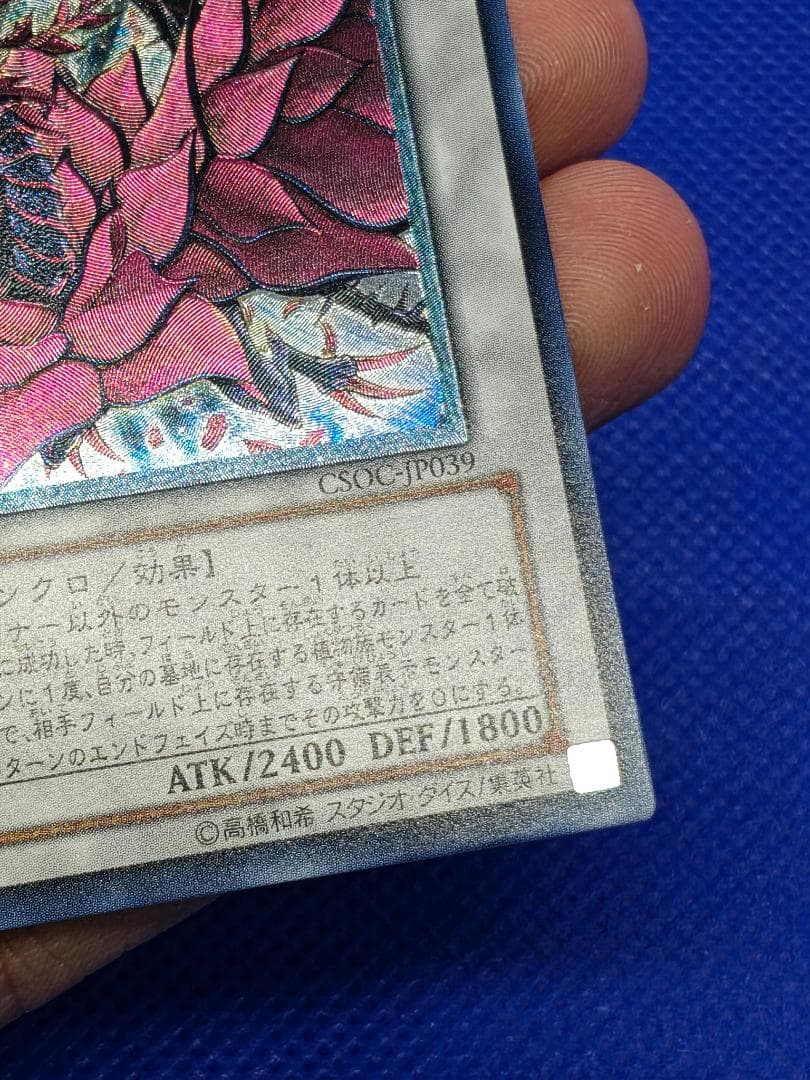 CSOC-JP039
ンクロ/効果】
ナー以外のモンスター1体以上
に成功した時、フィールド上に存在するカードを全て破
ンに1度、自分の墓地に存在する植物族モンスター1体
で、相手フィールド上に存在する守備表示モンスター
ターンのエンドフェイズ時までその攻撃力を0にする。
ATK/2400 DEF/1800
©高橋和希 スタジオ・ダイス/集英社